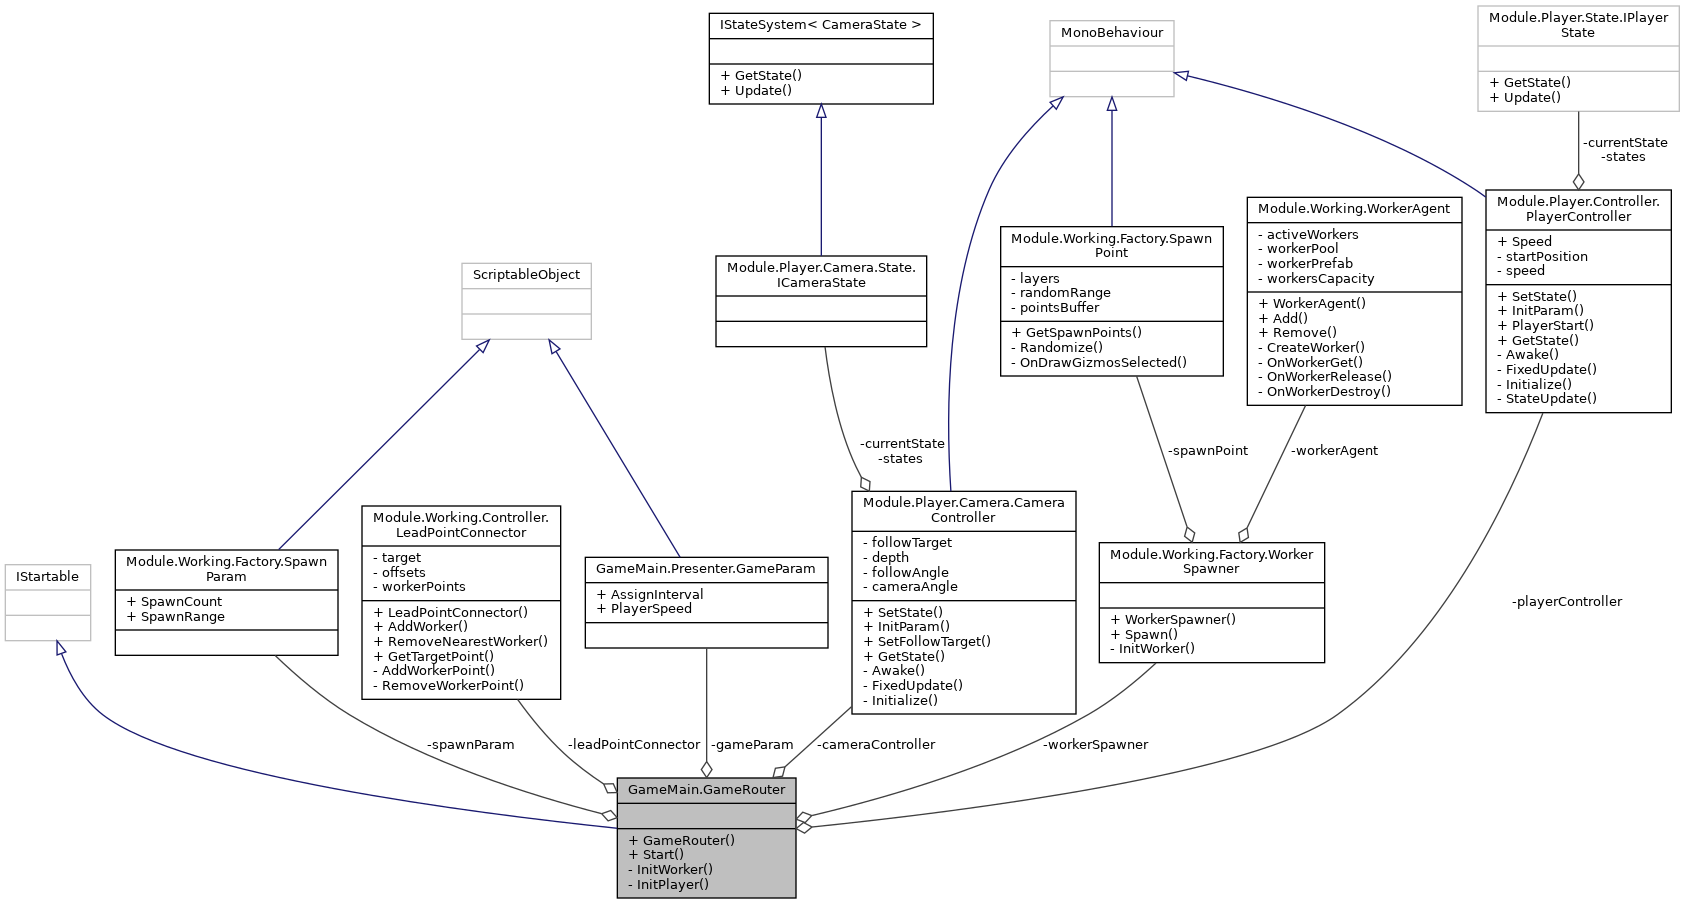 IStateSystem< CameraState >
+ GetState()
+ Update()
MonoBehaviour
Module.Player.State.IPlayer
State
+ GetState()
+ Update()
-currentState
-states
Module.Player.Camera.State.
ICameraState
Module.Working.Factory.Spawn
Point
- layers
- randomRange
- pointsBuffer
+ GetSpawnPoints()
- Randomize()
- OnDrawGizmosSelected()
Module.Working.WorkerAgent
- activeWorkers
- workerPool
- workerPrefab
- workersCapacity
+ WorkerAgent()
+ Add()
+ Remove()
- CreateWorker()
- OnWorkerGet()
- OnWorkerRelease()
- OnWorkerDestroy()
Module.Player.Controller.
PlayerController
+ Speed
- startPosition
- speed
+ SetState()
+ InitParam()
+ PlayerStart()
+ GetState()
- Awake()
- FixedUpdate()
- Initialize()
- StateUpdate()
ScriptableObject
-currentState
-states
-spawnPoint
-workerAgent
IStartable
Module.Working.Factory.Spawn
Param
+ SpawnCount
+ SpawnRange
Module.Working.Controller.
LeadPointConnector
- target
- offsets
- workerPoints
+ LeadPointConnector()
+ AddWorker()
+ RemoveNearestWorker()
+ GetTargetPoint()
- AddWorkerPoint()
- RemoveWorkerPoint()
GameMain.Presenter.GameParam
+ AssignInterval
+ PlayerSpeed
Module.Player.Camera.Camera
Controller
- followTarget
- depth
- followAngle
- cameraAngle
+ SetState()
+ InitParam()
+ SetFollowTarget()
+ GetState()
- Awake()
- FixedUpdate()
- Initialize()
Module.Working.Factory.Worker
Spawner
+ WorkerSpawner()
+ Spawn()
- InitWorker()
-playerController
-spawnParam
-leadPointConnector
-gameParam
-cameraController
-workerSpawner
GameMain.GameRouter
+ GameRouter()
+ Start()
- InitWorker()
- InitPlayer()